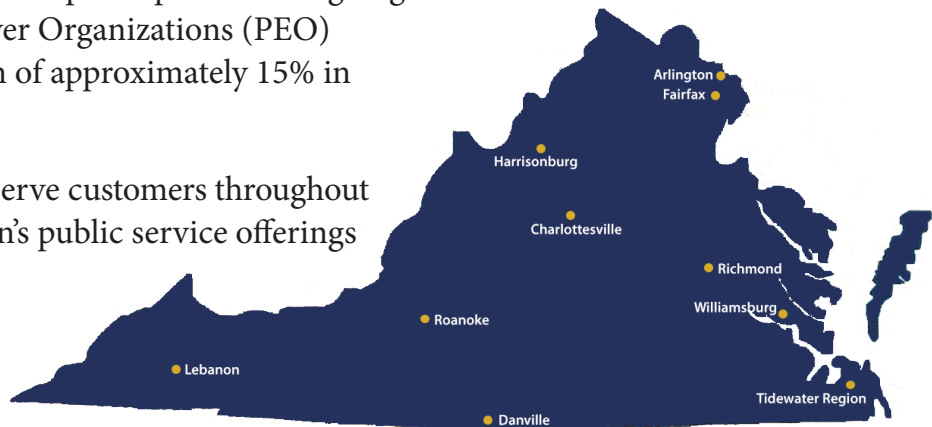 ver Organizations (PEO)
n of approximately 15% in
erve customers throughout
n's public service offerings
Arlington
Fairfax
Harrisonburg
Charlottesville
Richmond
Williamsburg
Roanoke
Lebanon
Tidewater Region
Danville